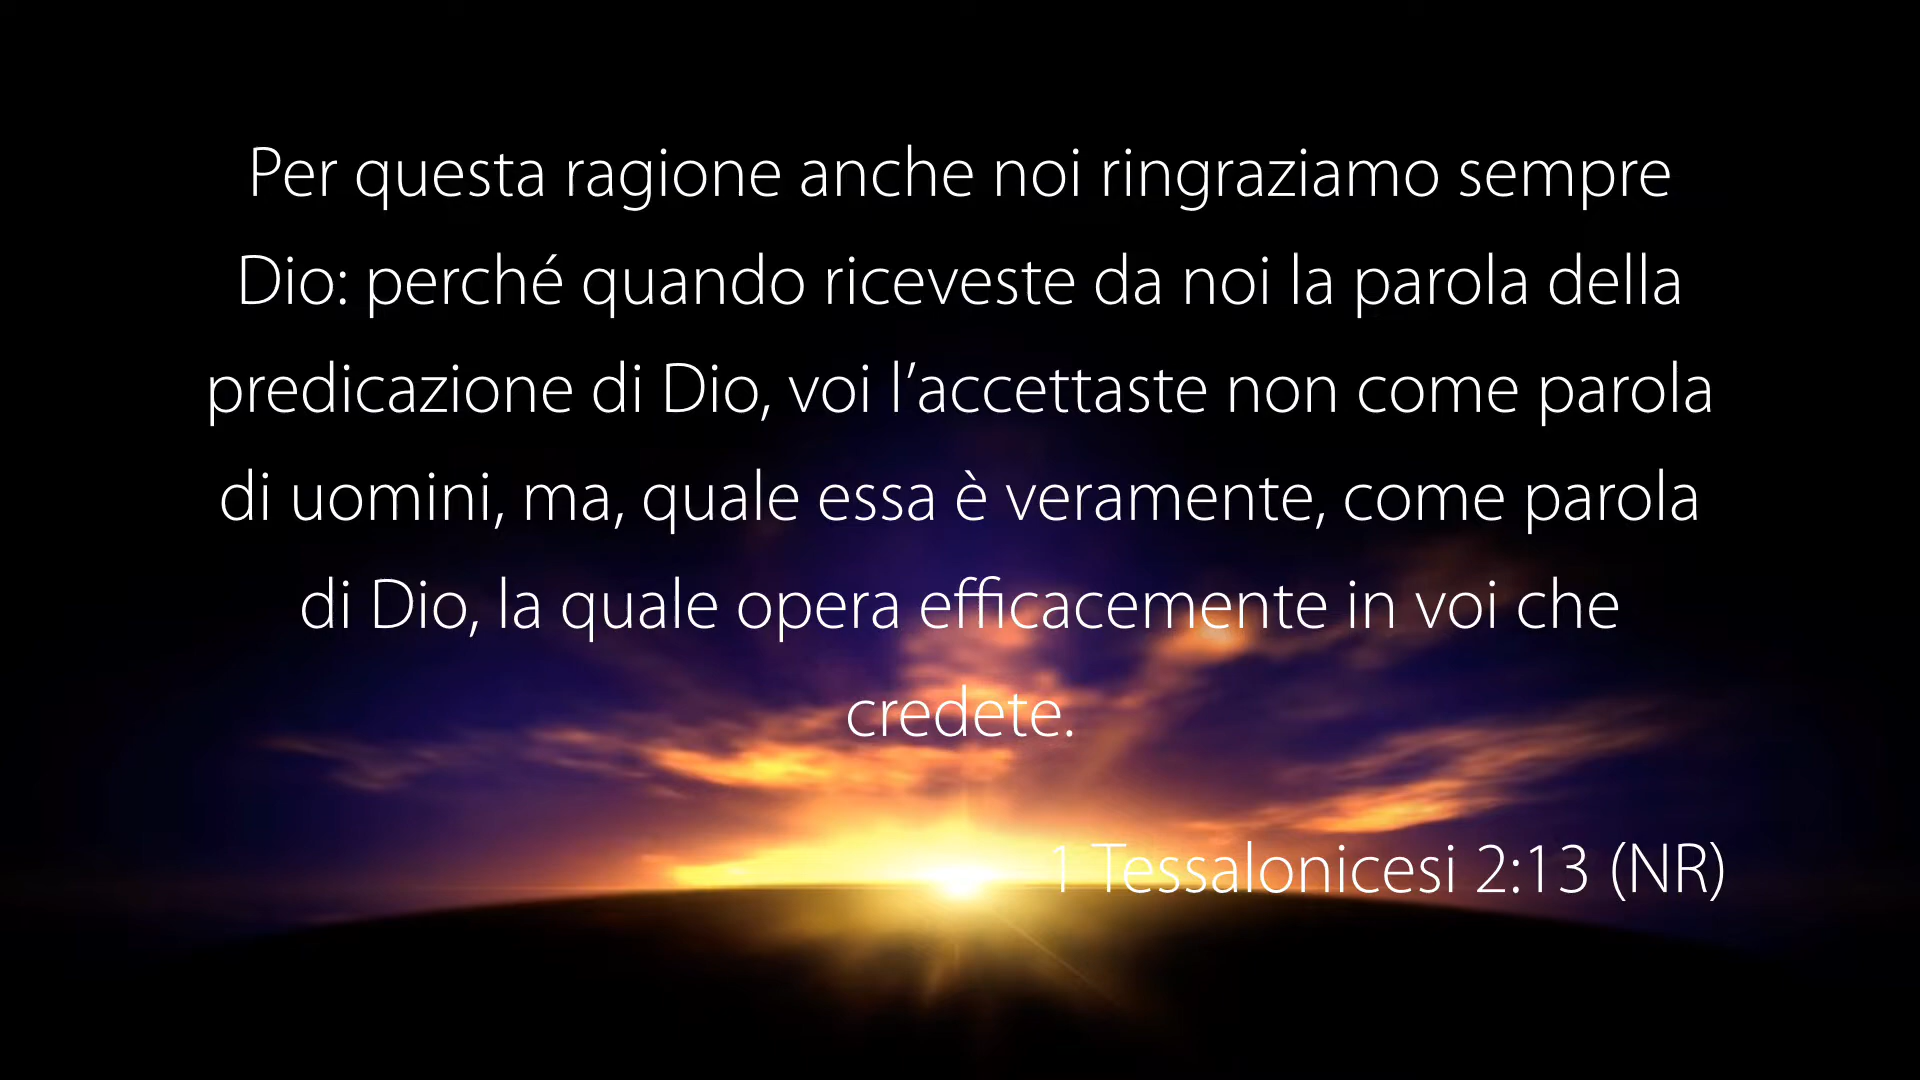 Per questa ragione anche noi ringraziamo sempre
Dio: perché quando riceveste da noi la parola della
predicazione di Dio, voi l’accettaste non come parola
di uomini, ma, quale essa è veramente, come parola
di Dio, la quale opera efficacemente in voi che
credete.
1 Tessalonicesi 2:13 (NR)